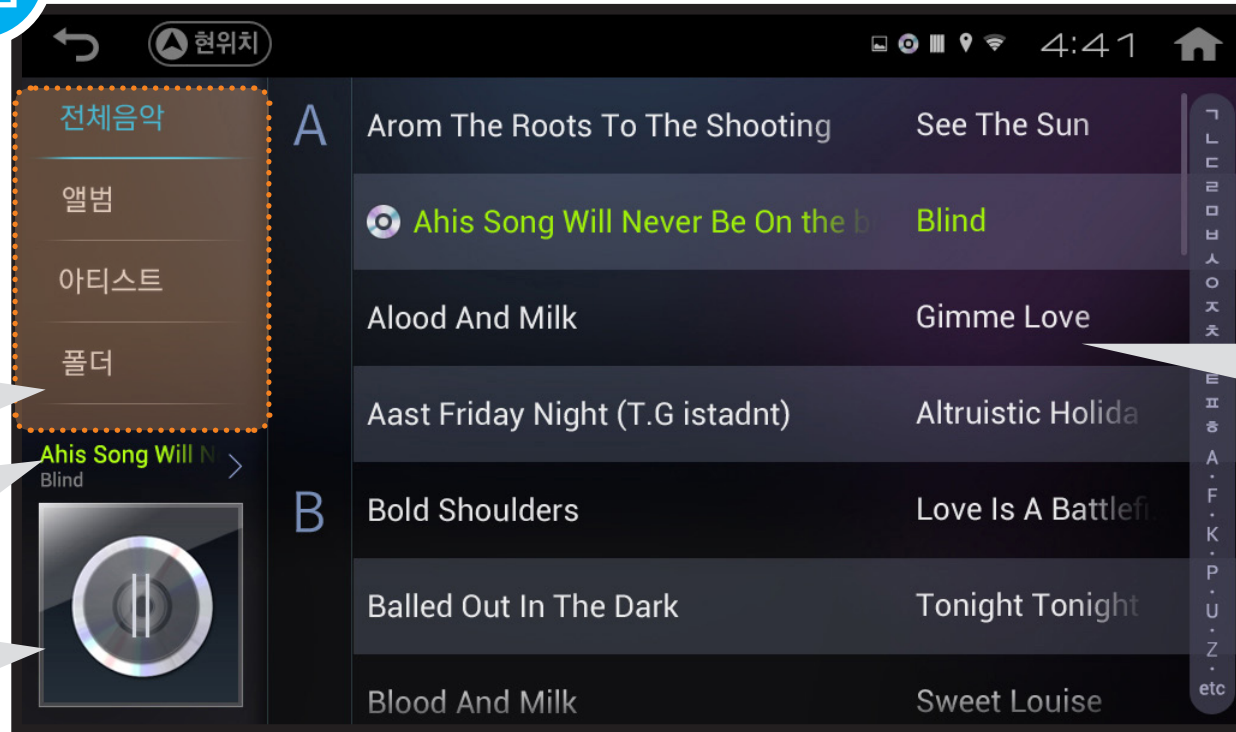 현위치
4:41
전체음악
앨범
아티스트
폴더
Ahis Song Will N
Blind
A
Arom The Roots To The Shooting See The Sun
Ahis Song Will Never Be On the b Blind
Alood And Milk Gimme Love
Aast Friday Night (T.G istadnt) Altruistic Holida
B
Bold Shoulders Love Is A Battlefi
Balled Out In The Dark Tonight Tonight
Blood And Milk Sweet Louise
ㄱ
ㄴ
ㄷ
ㄹ
ㅁ
ㅂ
ㅅ
ㅇ
ㅈ
ㅊ
ㅌ
ㅍ
ㅎ
A
·
F
·
K
·
P
·
U
·
Z
·
etc